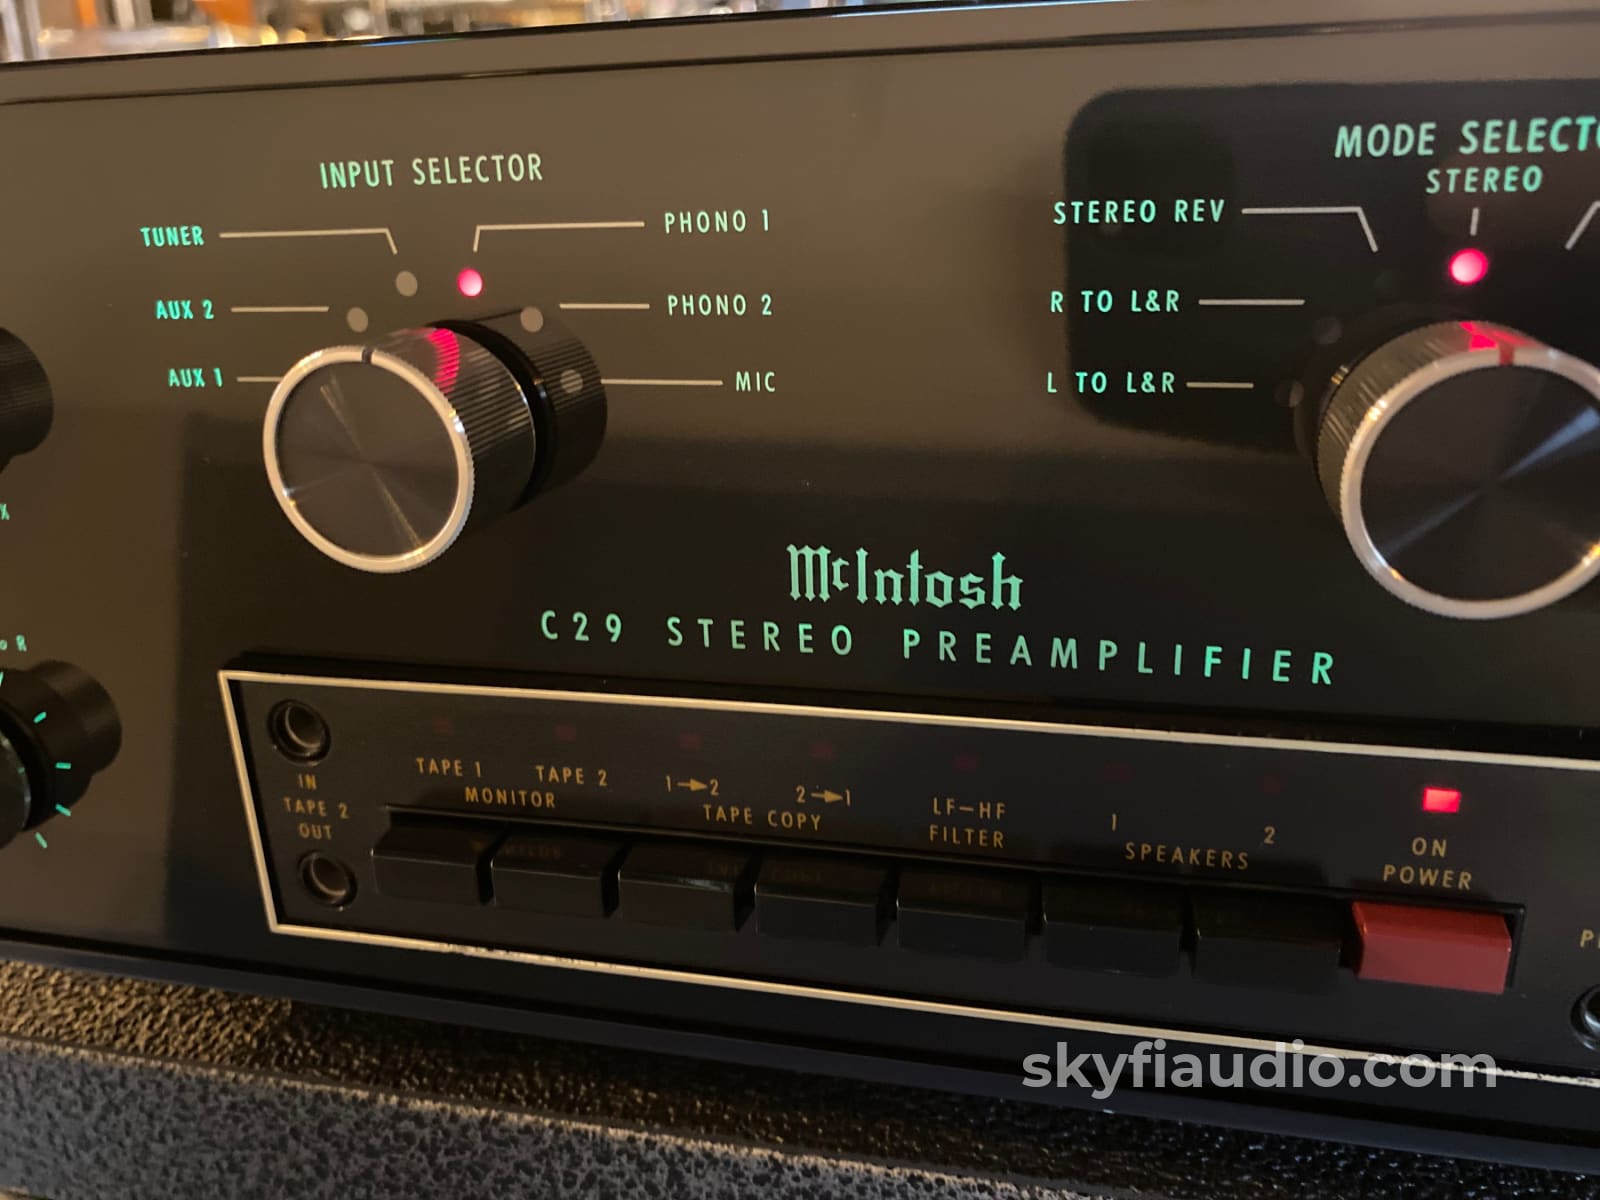 INPUT SELECTOR
TUNER
PHONO 1
AUX 2
PHONO 2
AUX 1
MIC
MODE SELECTO
STEREO
STEREO REV
R TO L&R
L TO L&R
McIntosh
C29 STEREO PREAMPLIFIER
R
IN
TAPE 2
OUT
TAPE 1 TAPE 2
MONITOR
1→2 2→1
TAPE COPY
LF-HF
FILTER
1 2
SPEAKERS
ON
POWER
P
skyfiaudio.com